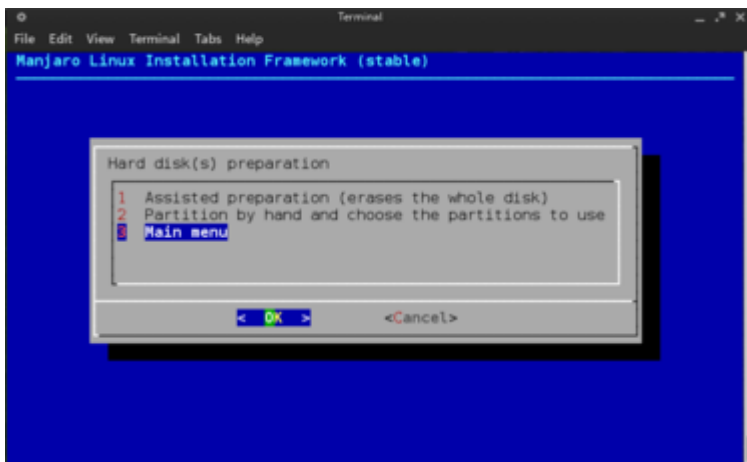 Terminal
File Edit View Terminal Tabs Help
Manjaro Linux Installation Framework (stable)
Hard disk(s) preparation
1 Assisted preparation (erases the whole disk)
2 Partition by hand and choose the partitions to use
3 Main menu
< OK > <Cancel>